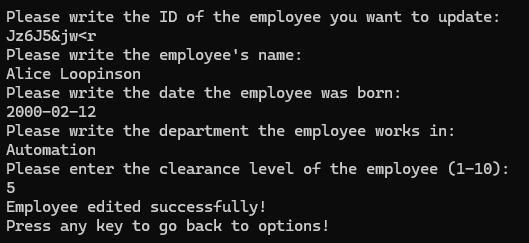 Please write the ID of the employee you want to update:
Jz6J5&jw<r
Please write the employee's name:
Alice Loopinson
Please write the date the employee was born:
2000-02-12
Please write the department the employee works in:
Automation
Please enter the clearance level of the employee (1-10):
5
Employee edited successfully!
Press any key to go back to options!